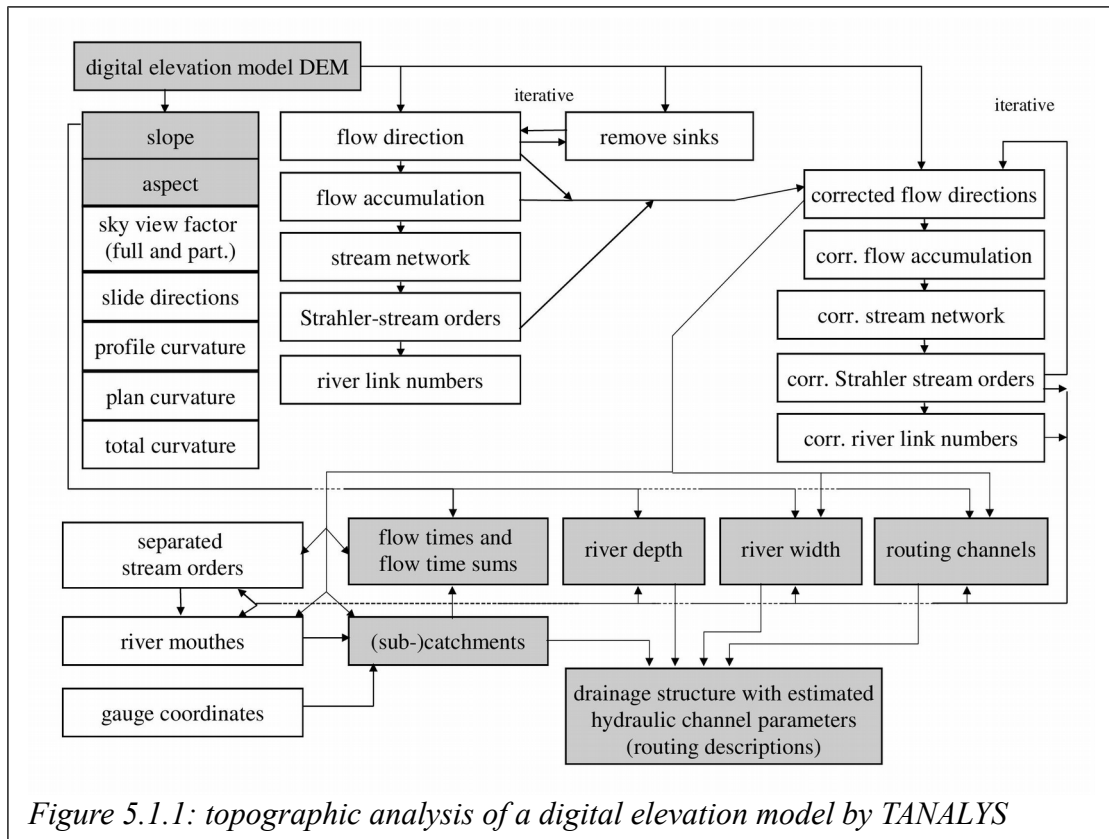 digital elevation model DEM
iterative
iterative
slope
aspect
sky view factor
(full and part.)
slide directions
profile curvature
plan curvature
total curvature
flow direction
remove sinks
flow accumulation
stream network
Strahler-stream orders
river link numbers
corrected flow directions
corr. flow accumulation
corr. stream network
corr. Strahler stream orders
corr. river link numbers
separated
stream orders
flow times and
flow time sums
river depth
river width
routing channels
river mouthes
(sub-)catchments
gauge coordinates
drainage structure with estimated
hydraulic channel parameters
(routing descriptions)
Figure 5.1.1: topographic analysis of a digital elevation model by TANALYS